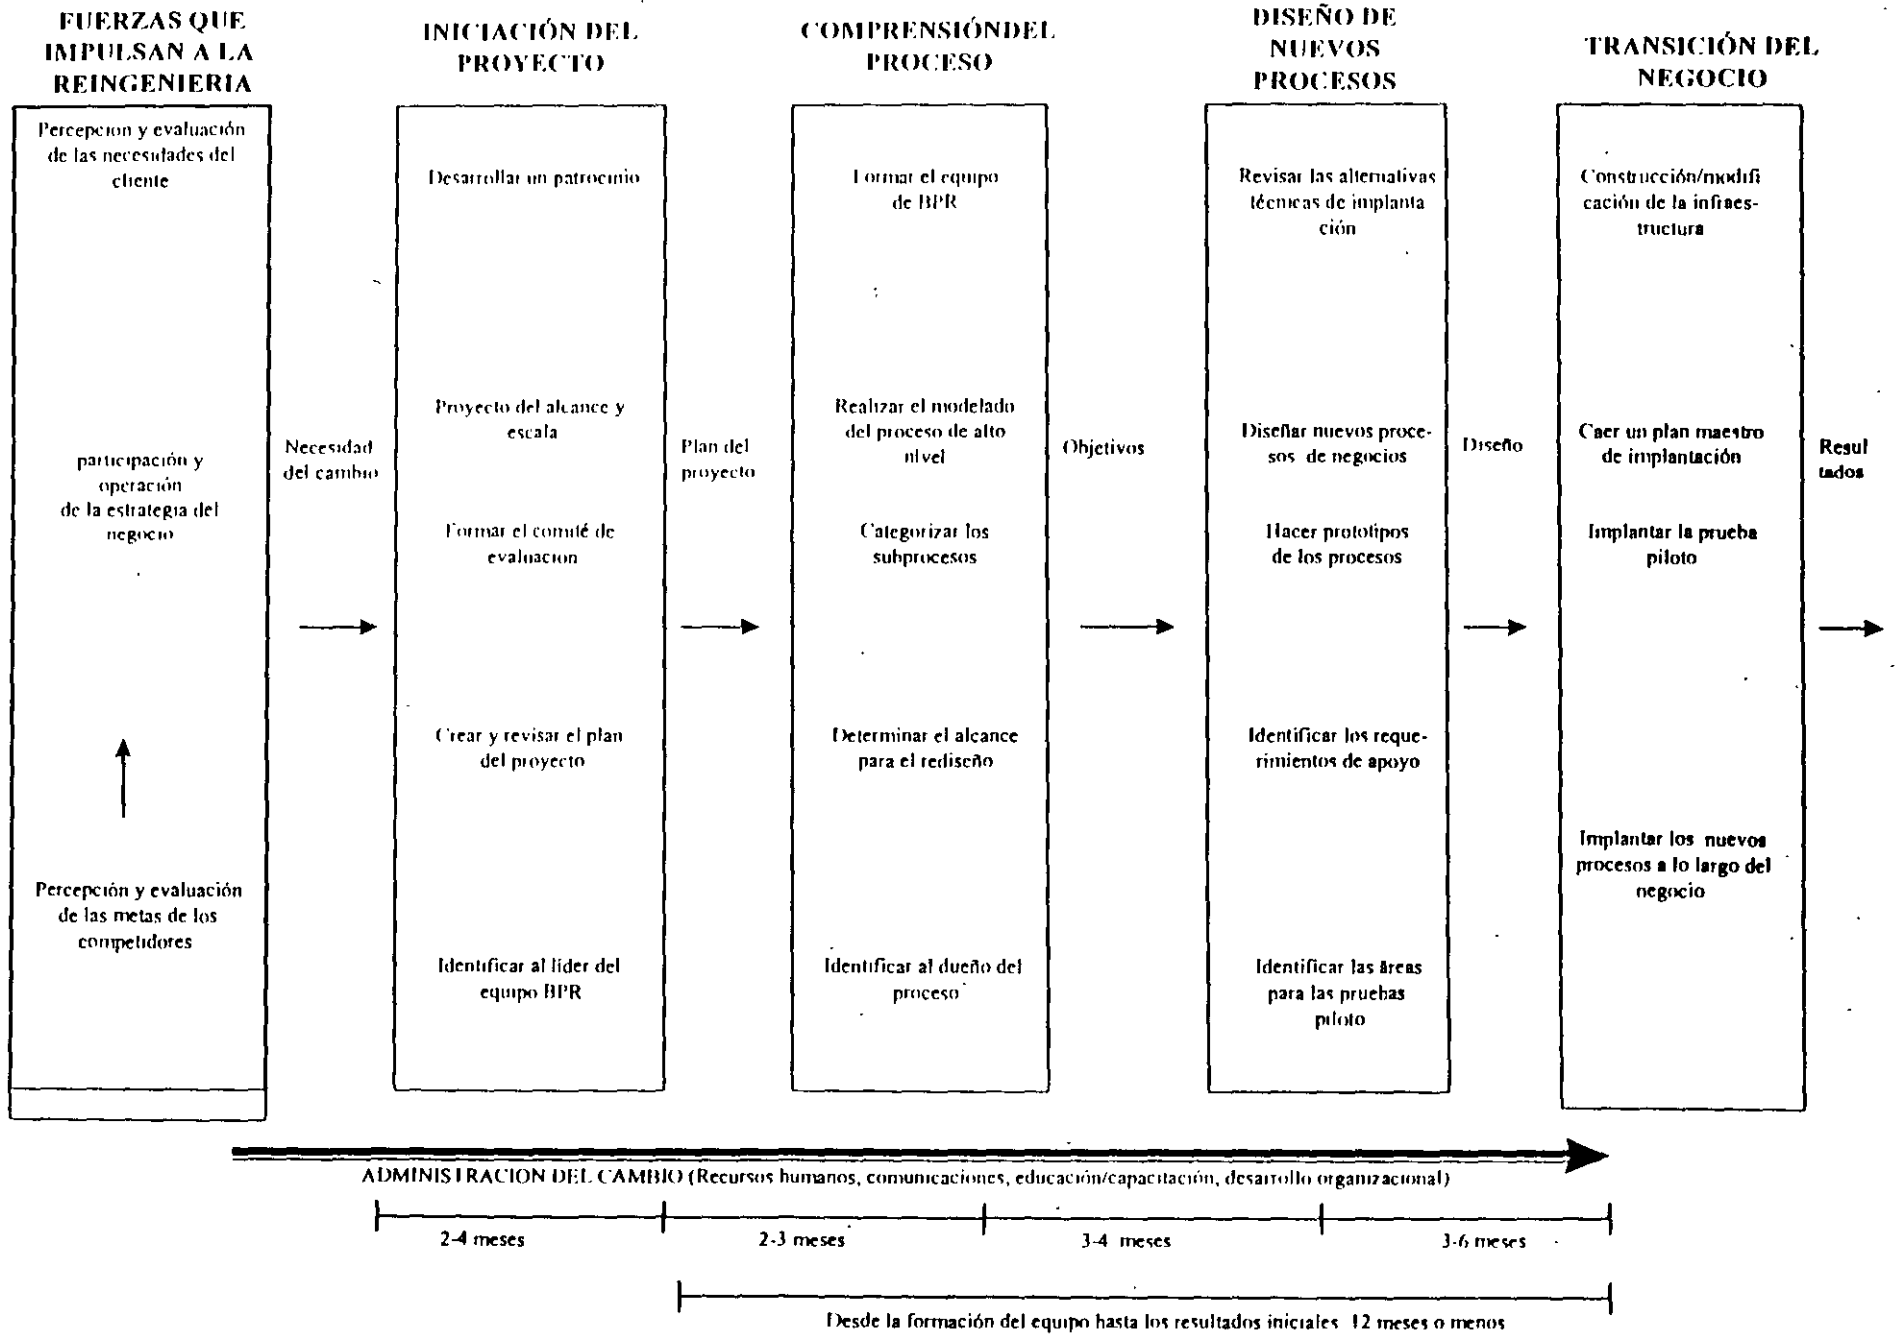 FUERZAS QUE
IMPULSAN A LA
REINGENIERIA
Percepcion y evaluación
de las necesidades del
cliente
participación y
operación
de la estrategia del
negocio
Percepción y evaluación
de las metas de los
competidores
Necesidad
del cambio
INICIACIÓN DEL
PROYECTO
Desarrollar un patrocinio
Proyecto del alcance y
escala
Formar el comité de
evaluacion
Crear y revisar el plan
del proyecto
Identificar al líder del
equipo BPR
Plan del
proyecto
COMPRENSIÓNDEL
PROCESO
Formar el equipo
de BPR
Realizar el modelado
del proceso de alto
nivel
Categorizar los
subprocesos
Determinar el alcance
para el rediseño
Identificar al dueño del
proceso
Objetivos
DISEÑO DE
NUEVOS
PROCESOS
Revisar las alternativas
técnicas de implanta
ción
Diseñar nuevos proce-
sos de negocios
Hacer prototipos
de los procesos
Identificar los reque-
rimientos de apoyo
Identificar las áreas
para las pruebas
piloto
Diseño
TRANSICIÓN DEL
NEGOCIO
Construcción/modifi
cación de la infraes-
tructura
Caer un plan maestro
de implantación
Implantar la prueba
piloto
Implantar los nuevos
procesos a lo largo del
negocio
Resul
tados
ADMINISTRACION DEL CAMBIO (Recursos humanos, comunicaciones, educación/capacitación, desarrollo organizacional)
2-4 meses
2-3 meses
3-4 meses
3-6 meses
Desde la formación del equipo hasta los resultados iniciales 12 meses o menos